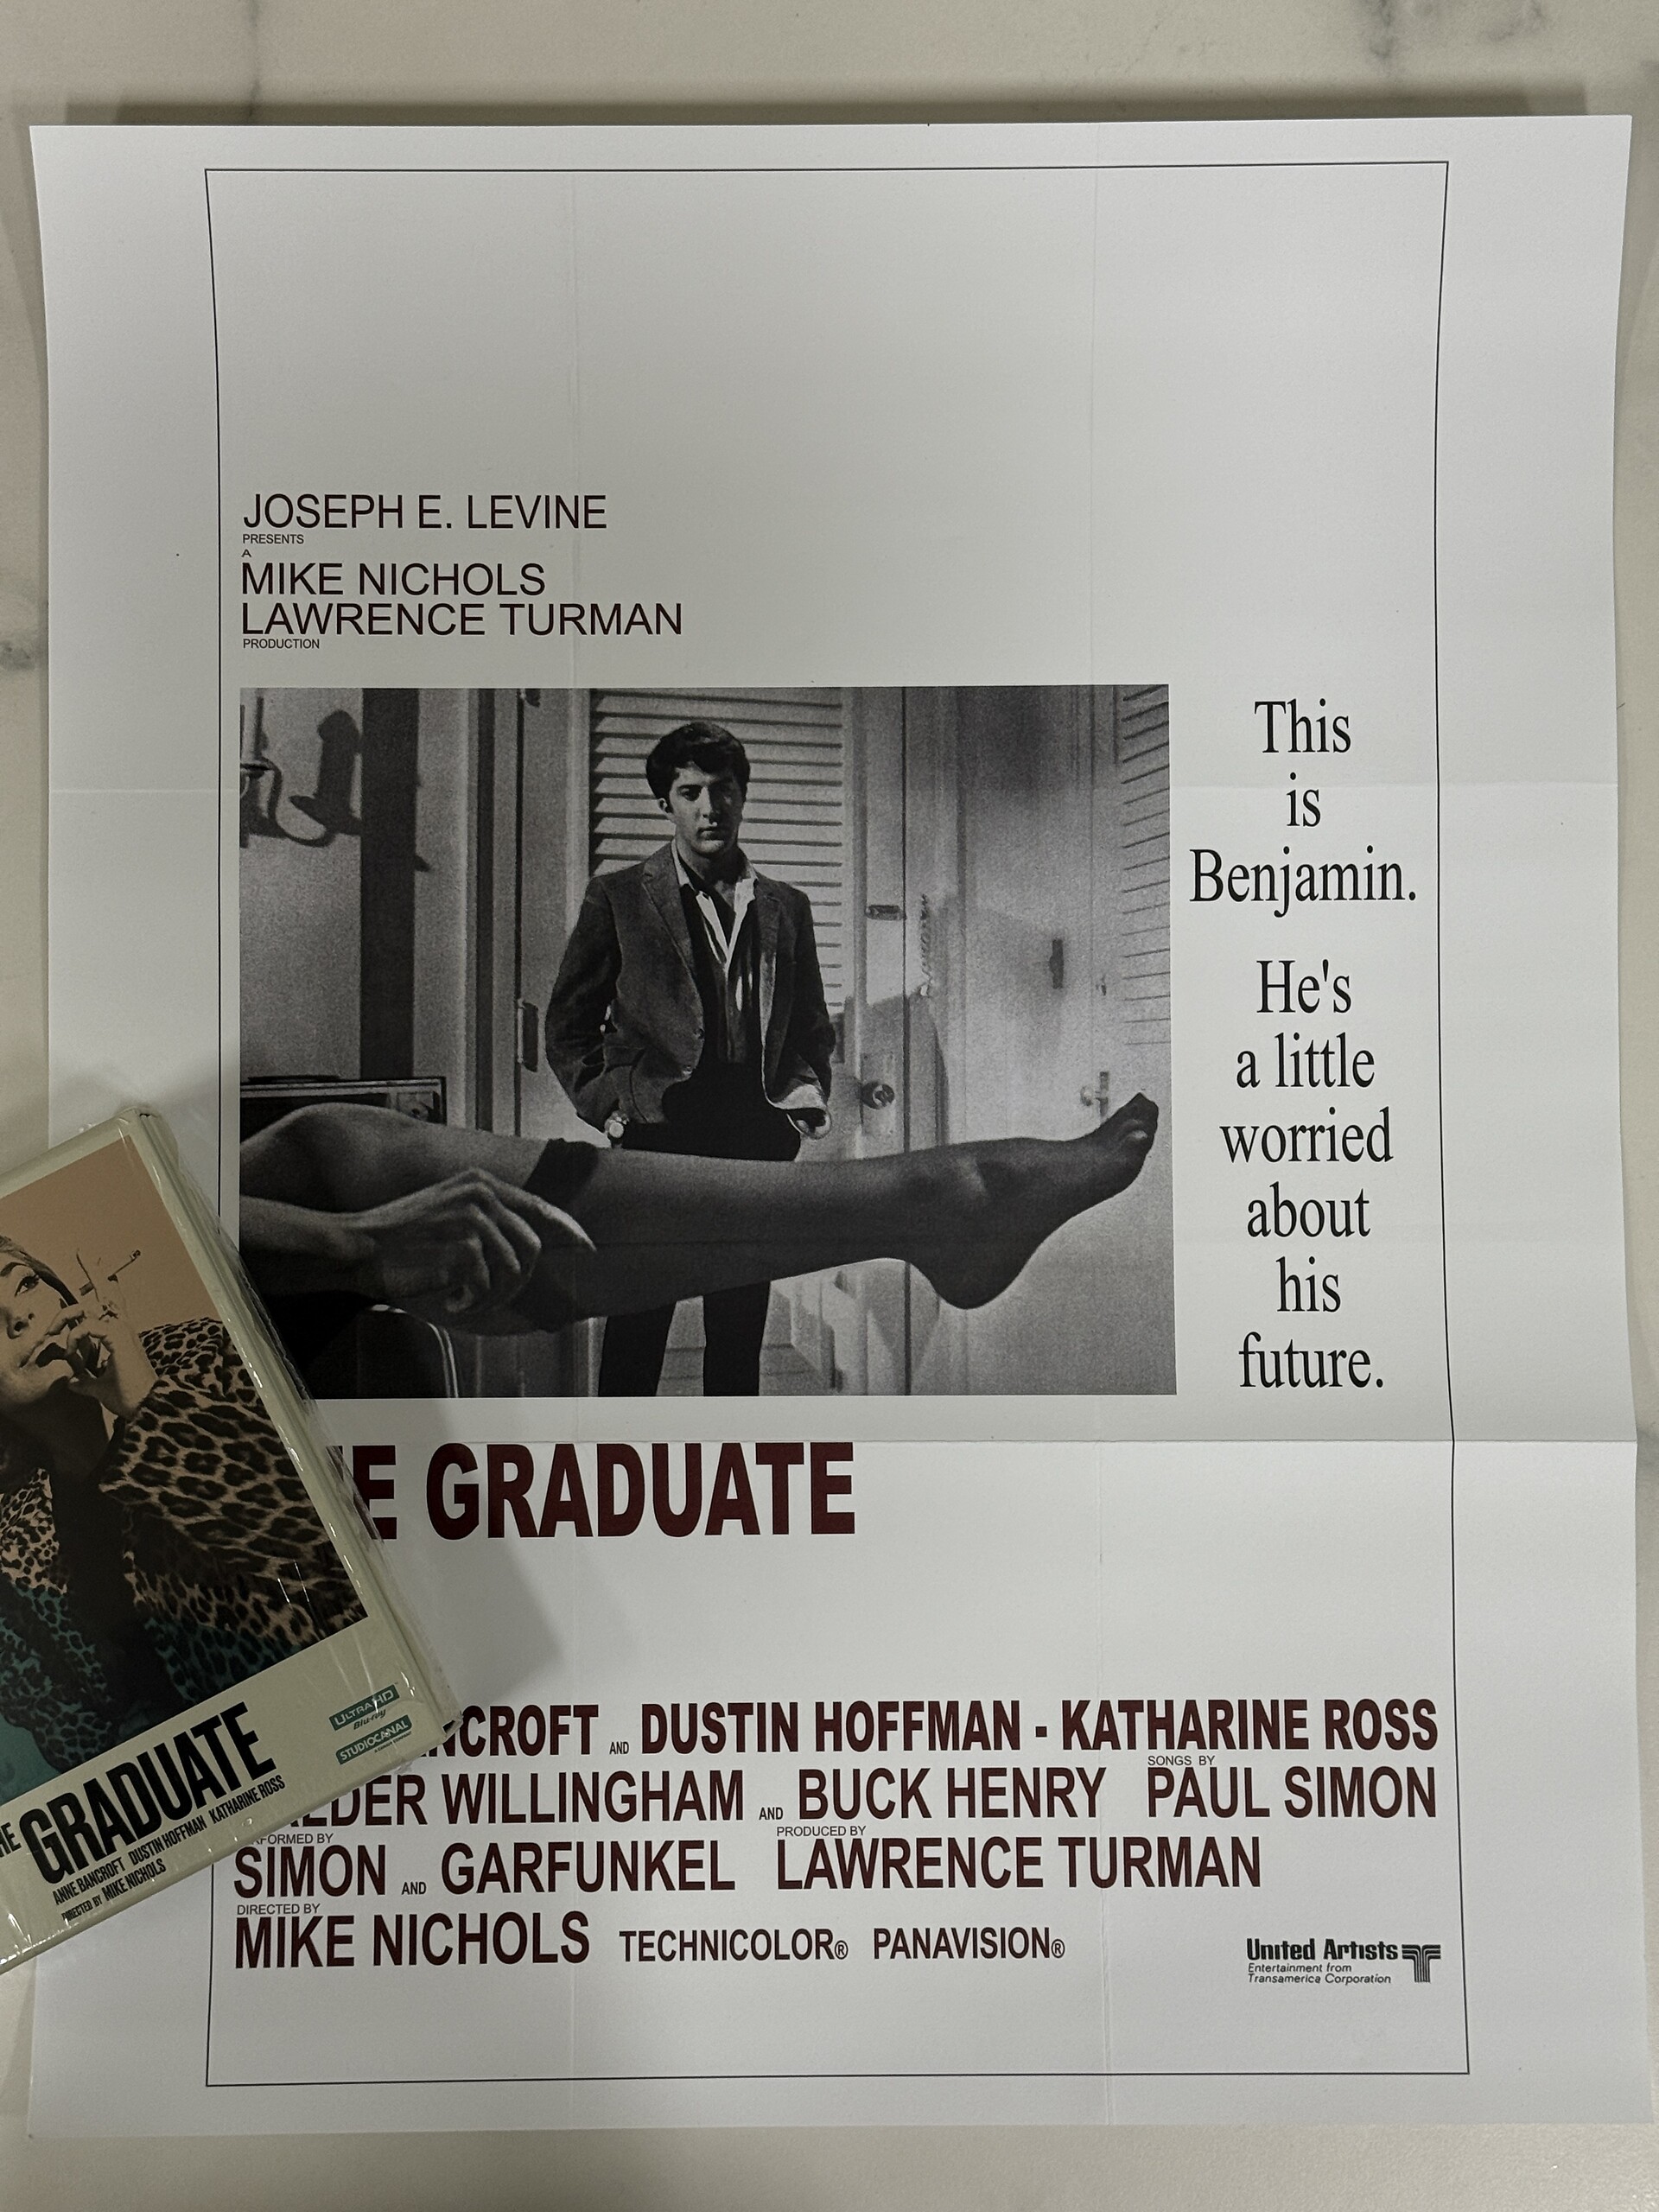 JOSEPH E. LEVINE
PRESENTS
A
MIKE NICHOLS
LAWRENCE TURMAN
PRODUCTION
This
is
Benjamin.
He's
a little
worried
about
his
future.
E GRADUATE
NCROFT AND DUSTIN HOFFMAN - KATHARINE ROSS
SONGS BY
LDER WILLINGHAM AND BUCK HENRY PAUL SIMON
RFORMED BY PRODUCED BY
SIMON AND GARFUNKEL LAWRENCE TURMAN
DIRECTED BY
MIKE NICHOLS TECHNICOLOR® PANAVISION®
United Artists
Entertainment from
Transamerica Corporation
ULTRA HD
Blu-ray
STUDIOCANAL
HE GRADUATE
ANNE BANCROFT DUSTIN HOFFMAN KATHARINE ROSS
DIRECTED BY MIKE NICHOLS